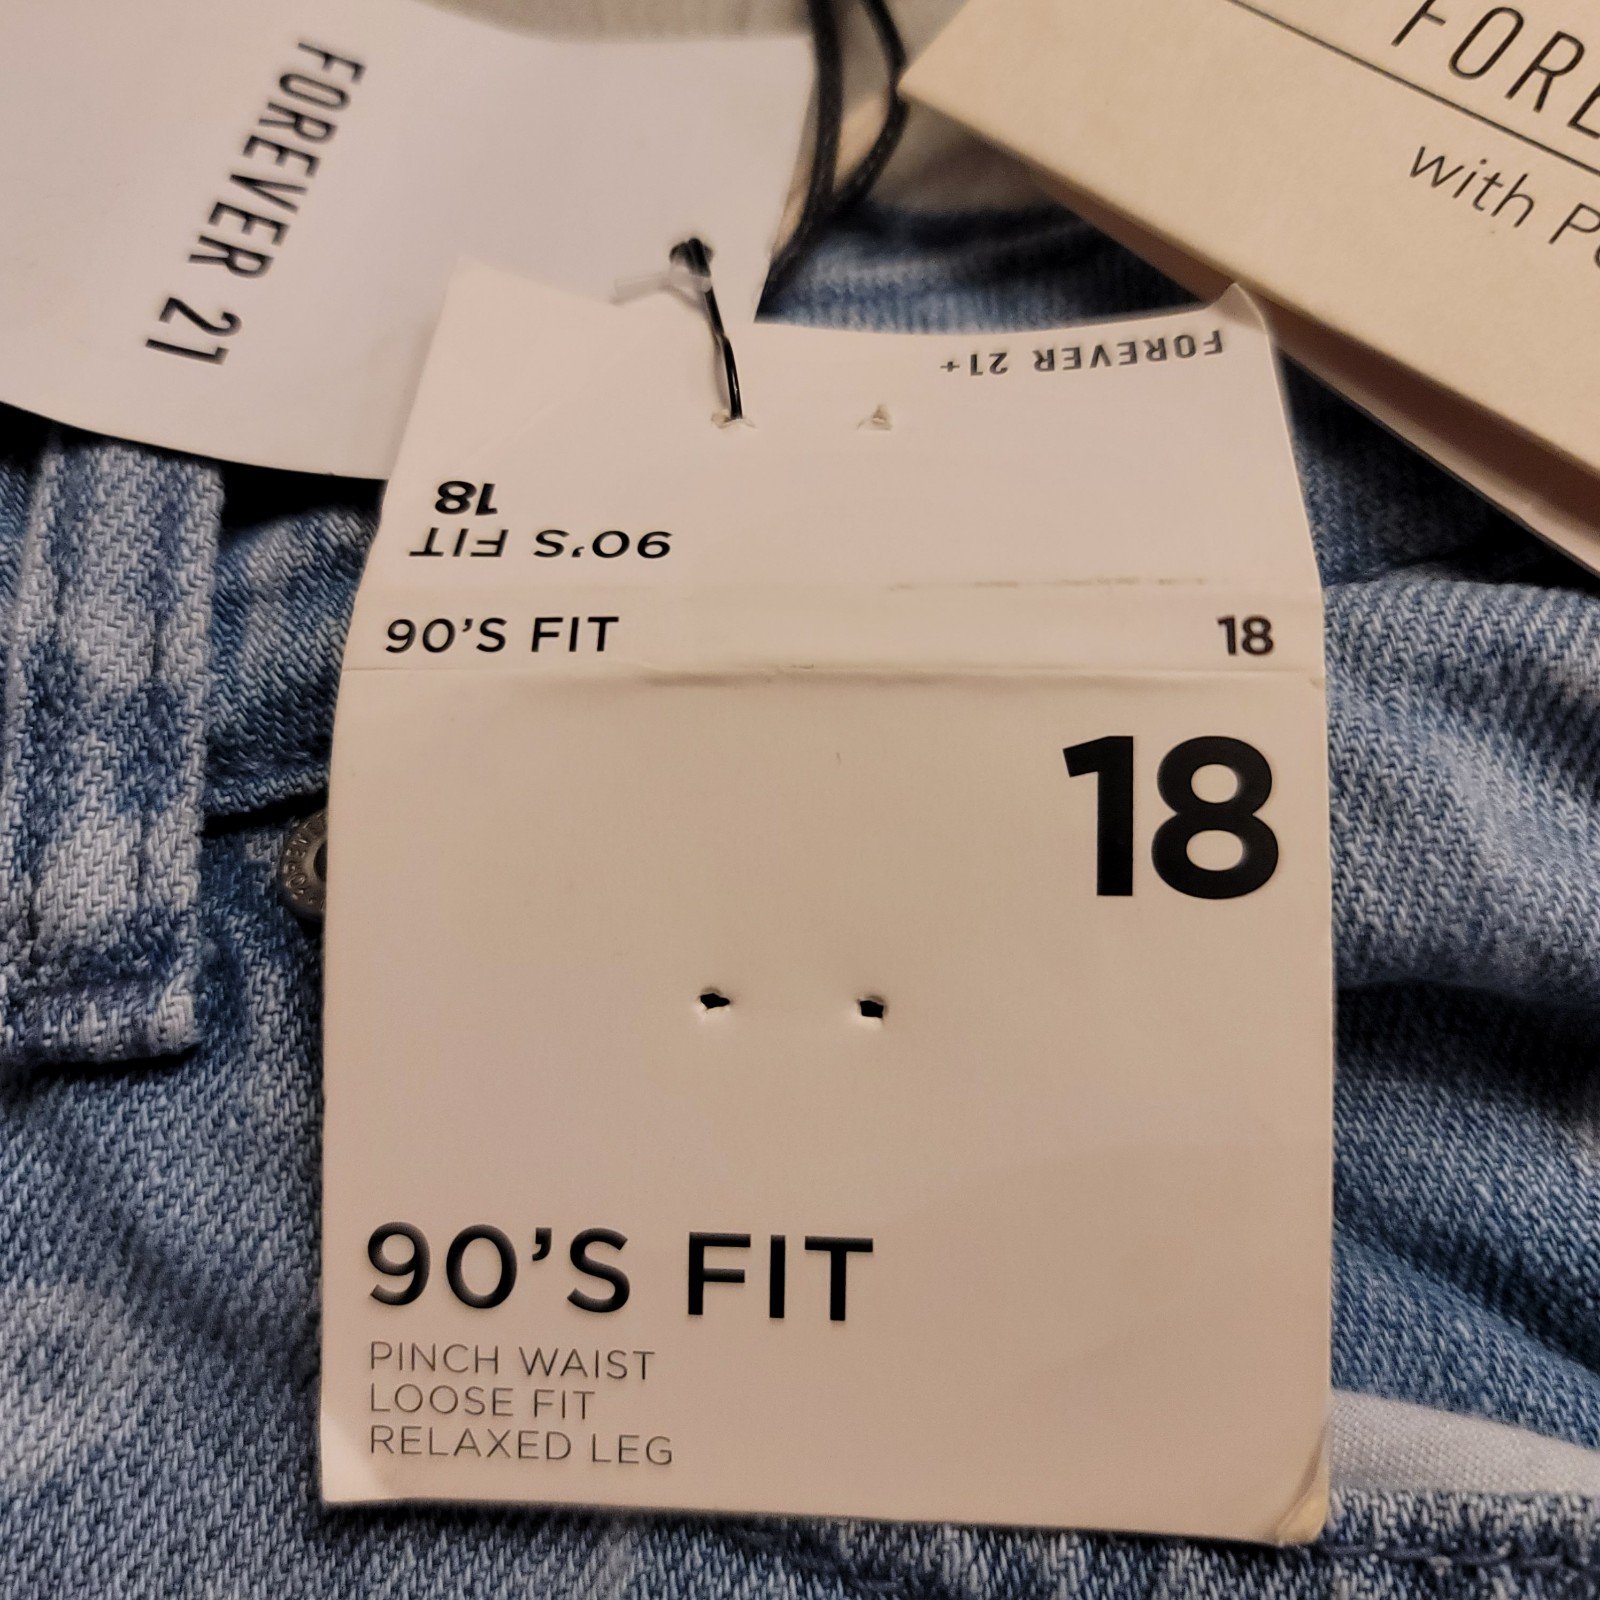 FOREVER 21
FORE
with P
FOREVER 21+
18
90'S FIT
90'S FIT 18
18
90'S FIT
PINCH WAIST
LOOSE FIT
RELAXED LEG